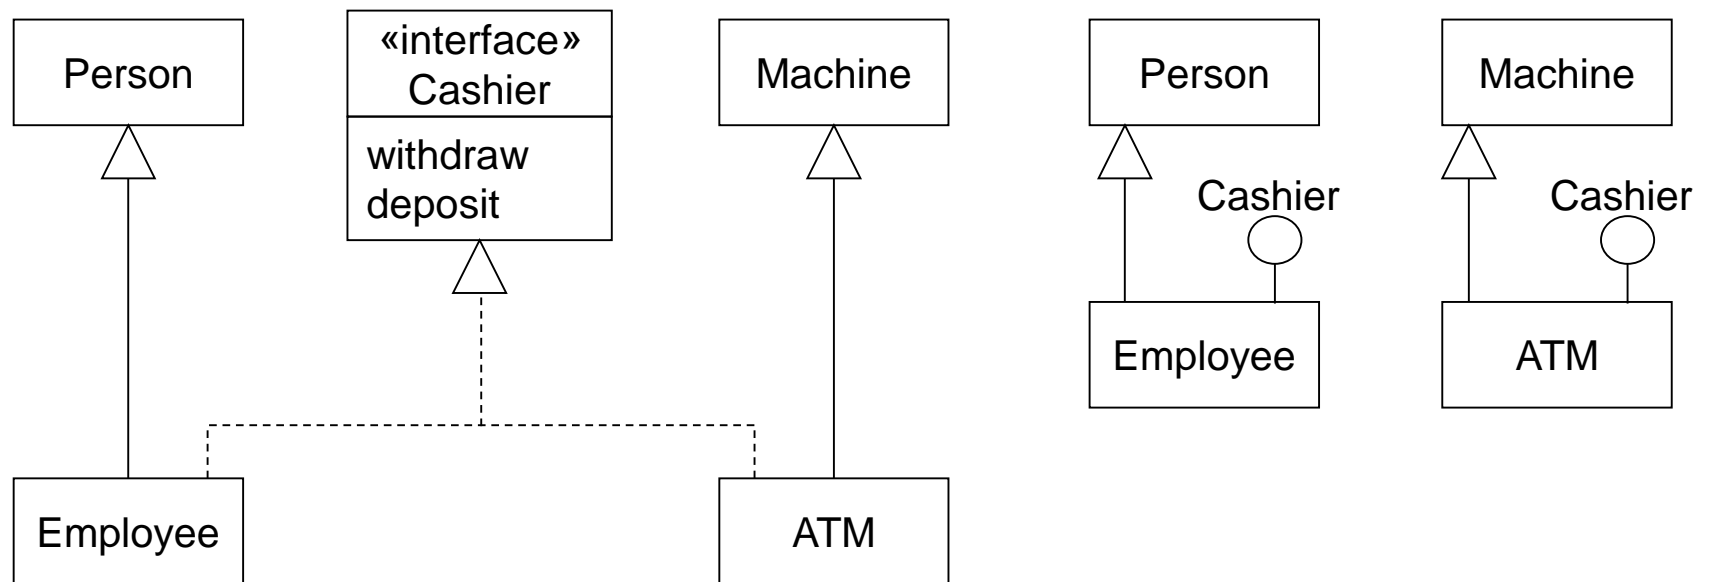 Person
«interface»
Cashier
withdraw
deposit
Machine
Employee
ATM
Person
Machine
Cashier
Cashier
Employee
ATM